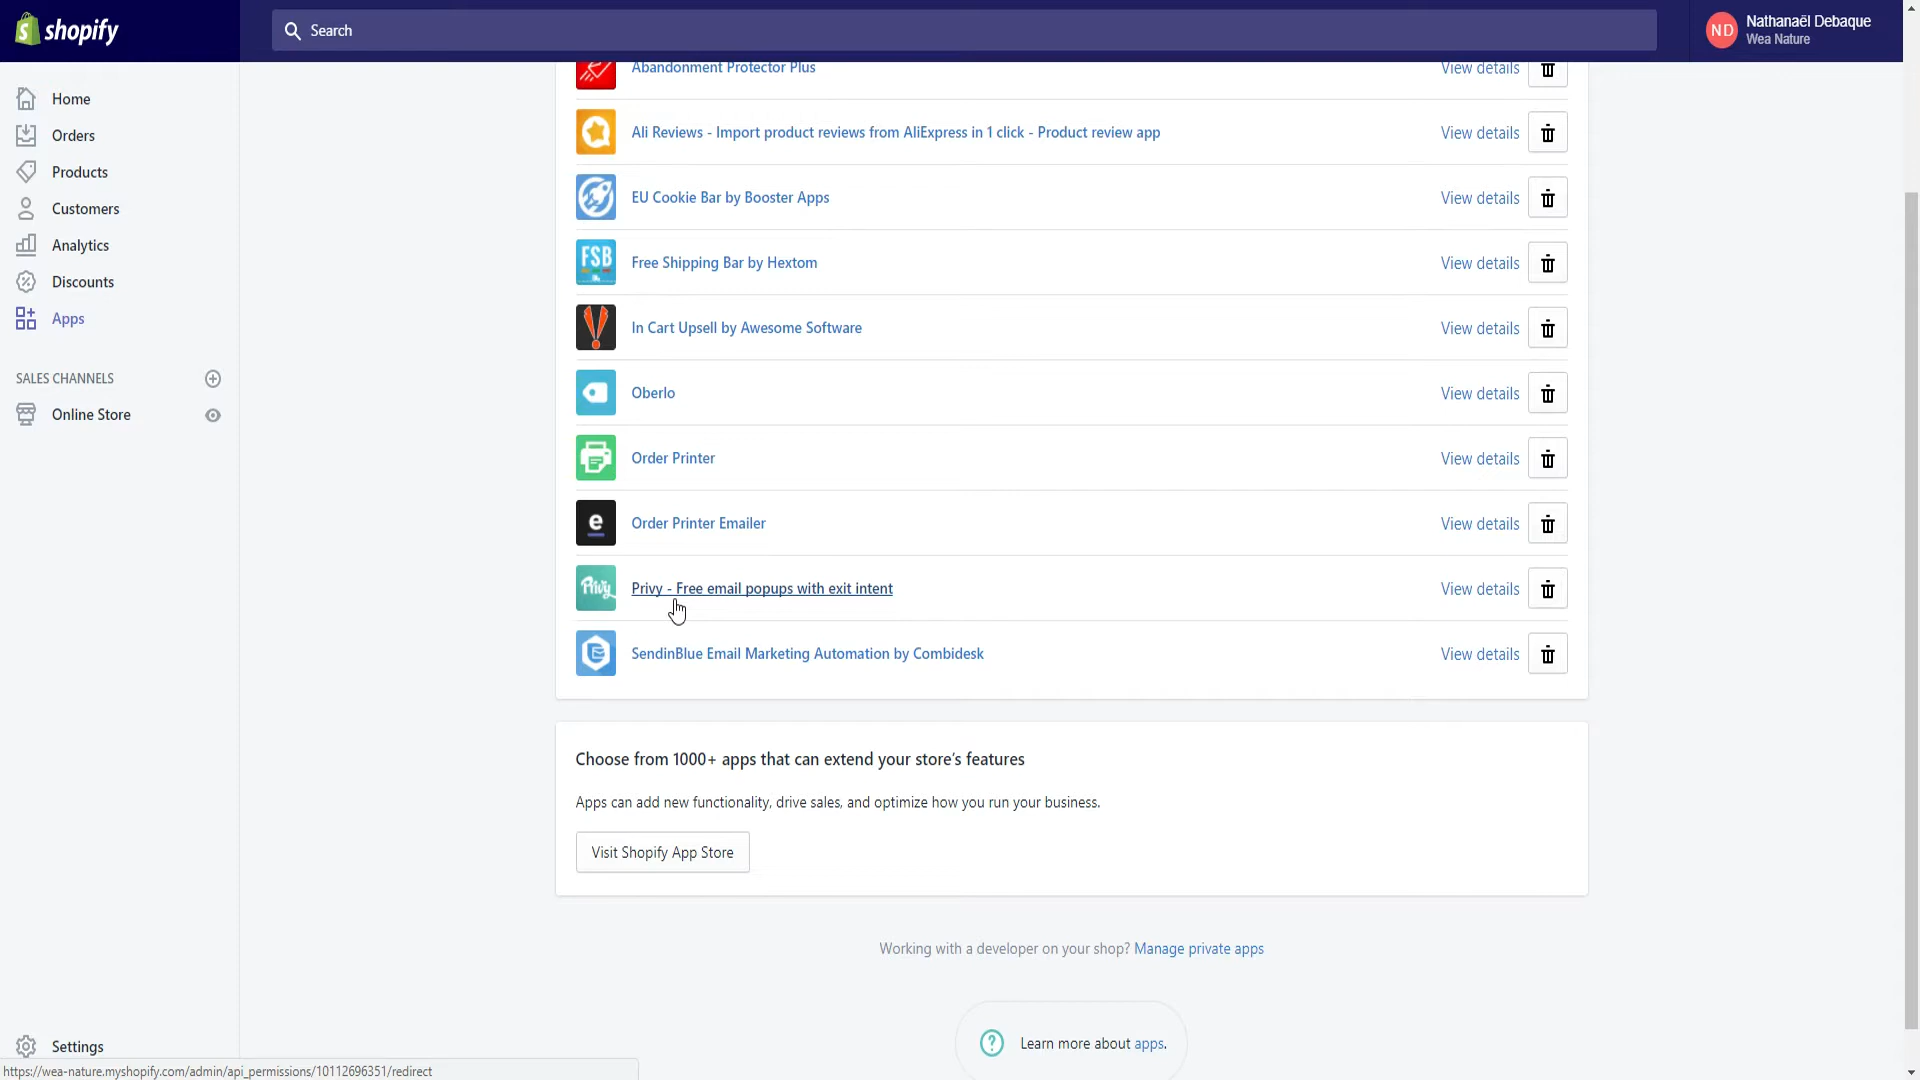 shopify
Search
ND
Nathanaël Debaque
Wea Nature
Home
Orders
Products
Customers
Analytics
Discounts
Apps
SALES CHANNELS
Online Store
Settings
Abandonment Protector Plus
View details
Ali Reviews - Import product reviews from AliExpress in 1 click - Product review app
View details
EU Cookie Bar by Booster Apps
View details
FSB
Free Shipping Bar by Hextom
View details
In Cart Upsell by Awesome Software
View details
Oberlo
View details
Order Printer
View details
e
Order Printer Emailer
View details
Privy
Privy - Free email popups with exit intent
View details
SendinBlue Email Marketing Automation by Combidesk
View details
Choose from 1000+ apps that can extend your store's features
Apps can add new functionality, drive sales, and optimize how you run your business.
Visit Shopify App Store
Working with a developer on your shop? Manage private apps
? Learn more about apps.
https://wea-nature.myshopify.com/admin/api_permissions/10112696351/redirect